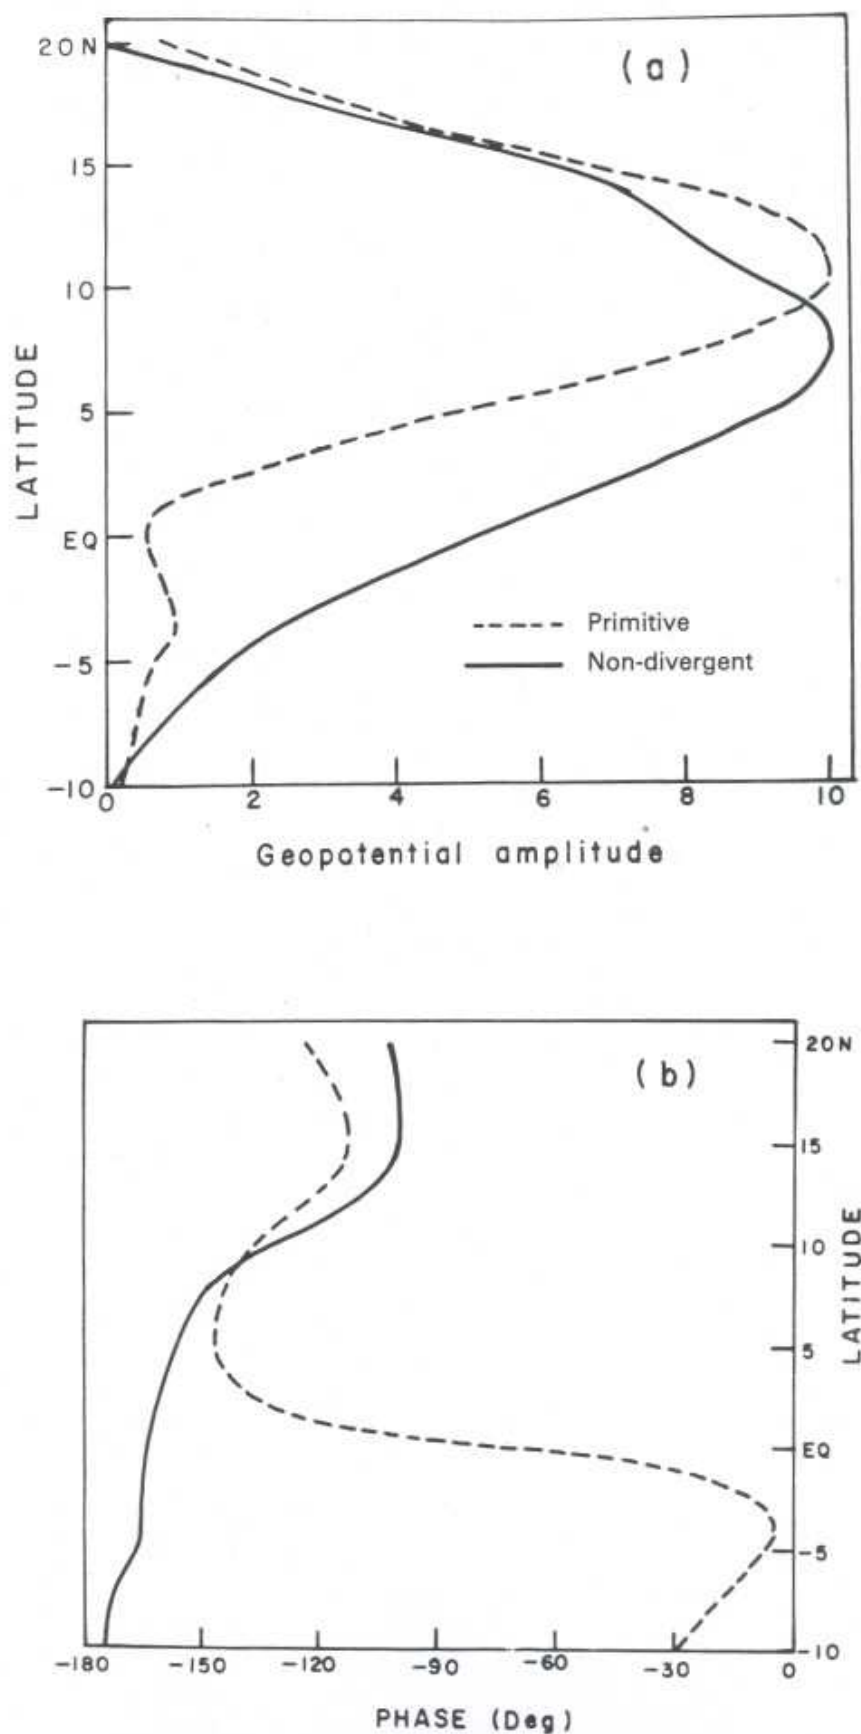 (a)
20N
15
10
5
EQ
-5
-10
LATITUDE
Primitive
Non-divergent
0 2 4 6 8 10
Geopotential amplitude
(b)
20N
15
10
5
EQ
-5
-10
LATITUDE
-180 -150 -120 -90 -60 -30 0
PHASE (Deg)